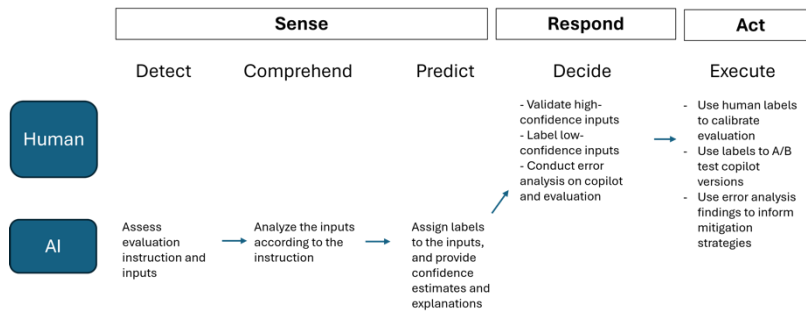 Sense
Respond
Act
Detect
Comprehend
Predict
Decide
Execute
Human
- Validate high-
confidence inputs
- Label low-
confidence inputs
- Conduct error
analysis on copilot
and evaluation
- Use human labels
to calibrate
evaluation
- Use labels to A/B
test copilot
versions
- Use error analysis
findings to inform
mitigation
strategies
AI
Assess
evaluation
instruction and
inputs
Analyze the inputs
according to the
instruction
Assign labels
to the inputs,
and provide
confidence
estimates and
explanations